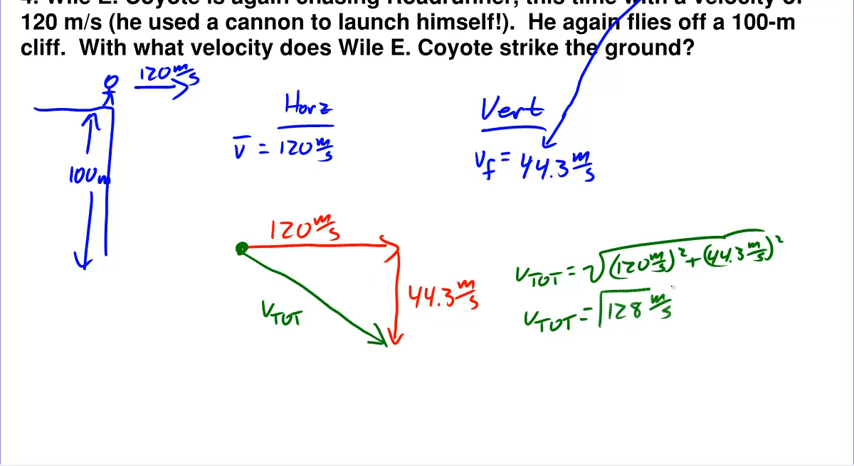 4. Wile E. Coyote is again chasing Roadrunner, this time with a velocity of
120 m/s (he used a cannon to launch himself!). He again flies off a 100-m
cliff. With what velocity does Wile E. Coyote strike the ground?
120 m/s
Horz
Vert
v̅ = 120 m/s
vf = 44.3 m/s
100m
120 m/s
44.3 m/s
vTOT
vTOT = √(120 m/s)² + (44.3 m/s)²
vTOT = √128 m/s